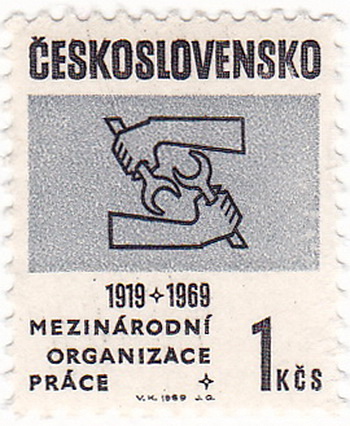 ČESKOSLOVENSKO
1919 ✦ 1969
MEZINÁRODNÍ
ORGANIZACE
PRÁCE ✦
1 KČS
V.K. 1969 J.G.